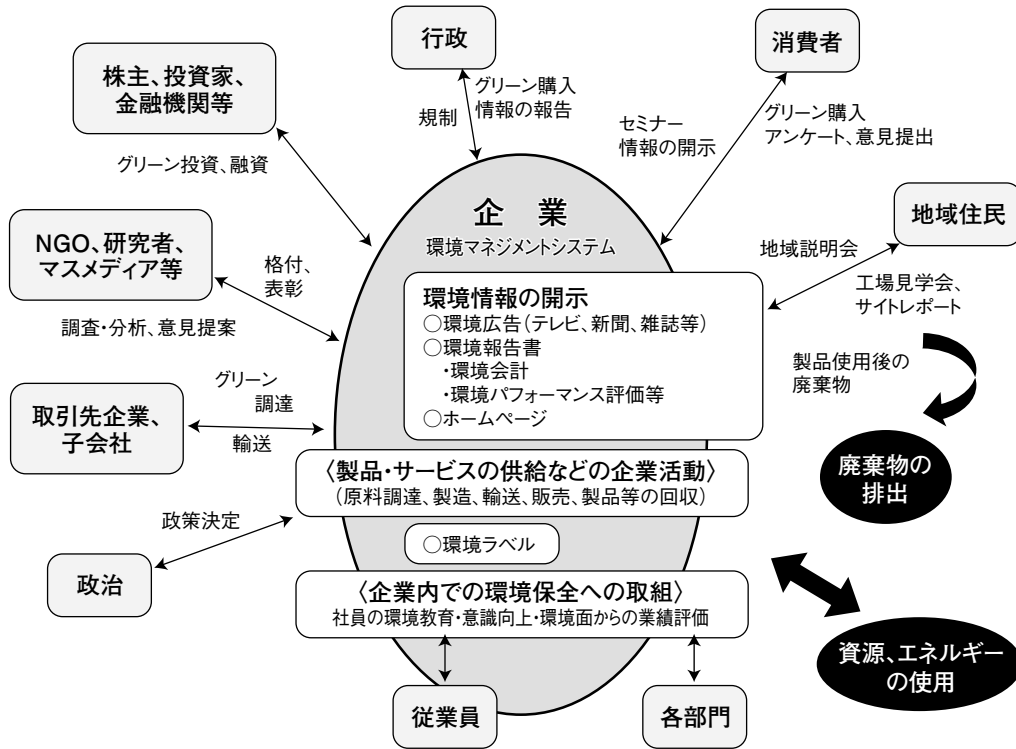 行政
消費者
株主、投資家、
金融機関等
グリーン購入
情報の報告
規制
セミナー
情報の開示
グリーン購入
アンケート、意見提出
グリーン投資、融資
企　業
環境マネジメントシステム
地域住民
NGO、研究者、
マスメディア等
格付、
表彰
調査・分析、意見提案
地域説明会
工場見学会、
サイトレポート
環境情報の開示
○環境広告（テレビ、新聞、雑誌等）
○環境報告書
・環境会計
・環境パフォーマンス評価等
○ホームページ
製品使用後の
廃棄物
取引先企業、
子会社
グリーン
調達
輸送
廃棄物の
排出
〈製品・サービスの供給などの企業活動〉
（原料調達、製造、輸送、販売、製品等の回収）
政策決定
○環境ラベル
政治
〈企業内での環境保全への取組〉
社員の環境教育・意識向上・環境面からの業績評価
資源、エネルギー
の使用
従業員
各部門